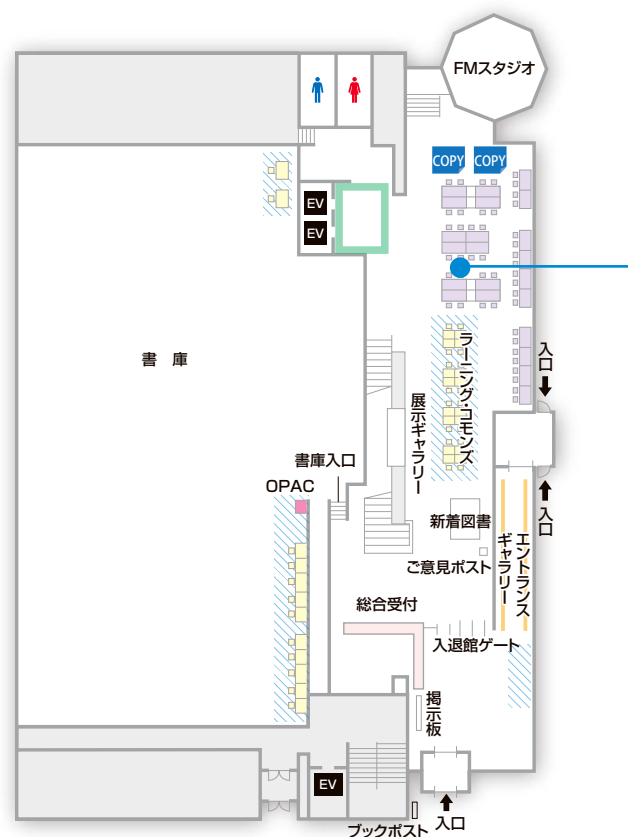 FMスタジオ
COPY
COPY
EV
EV
書庫
ラーニング・コモンズ
入口
展示ギャラリー
書庫入口
OPAC
新着図書
入口
エントランス
ギャラリー
ご意見ポスト
総合受付
入退館ゲート
掲示板
EV
ブックポスト
入口